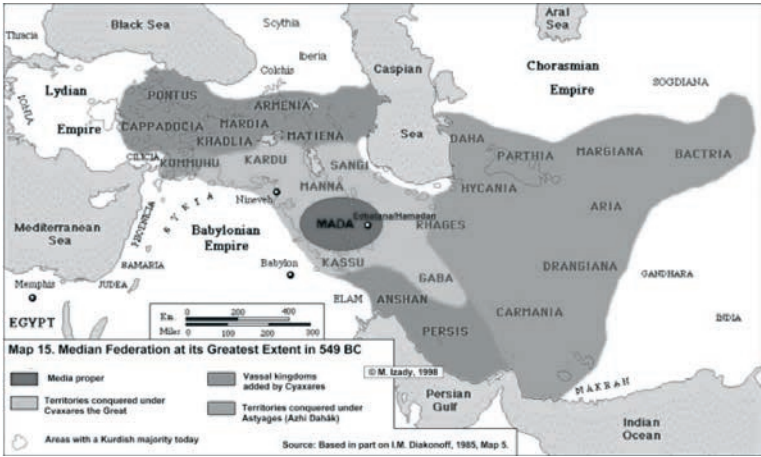 Black Sea
Scythia
Aral
Sea
Thracia
Iberia
Colchis
Caspian
Sea
Chorasmian
Empire
SOGDIANA
Lydian
Empire
IONIA
PONTUS
ARMENIA
CAPPADOCIA
MARDIA
KHADLIA
MATIENA
DAHA
PARTHIA
MARGIANA
BACTRIA
CILICIA
KOMMUHU
KARDU
SANGI
HYCANIA
MANNA
Nineveh
ARIA
Mediterranean
Sea
PHOENICIA
SYRIA
Babylonian
Empire
MADA
Ecbatana/Hamadan
RHAGES
SAMARIA
Babylon
KASSU
DRANGIANA
GANDHARA
Memphis
JUDEA
GABA
ELAM
ANSHAN
CARMANIA
EGYPT
0 200 400
Km.
Miles
0 100 200 300
PERSIS
INDIA
Map 15. Median Federation at its Greatest Extent in 549 BC
© M. Izady, 1998
MAKRAH
Media proper
Vassal kingdoms
added by Cyaxares
Persian
Gulf
Territories conquered under
Cvaxares the Great
Territories conquered under
Astyages (Azhi Dahák)
Indian
Ocean
Areas with a Kurdish majority today
Source: Based in part on I.M. Diakonoff, 1985, Map 5.